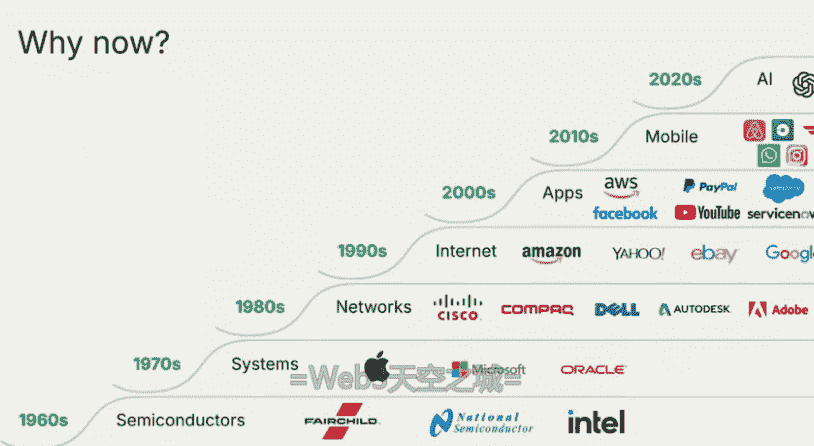 Why now?
2020s AI
2010s Mobile
2000s Apps aws PayPal salesforce
facebook YouTube servicenow
1990s Internet amazon YAHOO! ebay Google
1980s Networks CISCO COMPAQ DELL AUTODESK Adobe
1970s Systems Microsoft ORACLE
=Web3天空之城=
1960s Semiconductors FAIRCHILD National Semiconductor intel